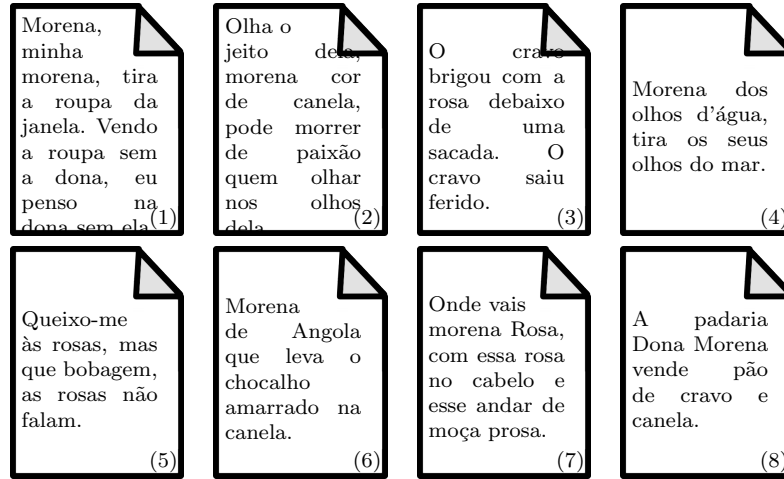 Morena,
minha
morena, tira
a roupa da
janela. Vendo
a roupa sem
a dona, eu
penso na
dona sem ela.
(1)
Olha o
jeito dela,
morena cor
de canela,
pode morrer
de paixão
quem olhar
nos olhos
dela.
(2)
O cravo
brigou com a
rosa debaixo
de uma
sacada. O
cravo saiu
ferido.
(3)
Morena dos
olhos d'água,
tira os seus
olhos do mar.
(4)
Queixo-me
às rosas, mas
que bobagem,
as rosas não
falam.
(5)
Morena
de Angola
que leva o
chocalho
amarrado na
canela.
(6)
Onde vais
morena Rosa,
com essa rosa
no cabelo e
esse andar de
moça prosa.
(7)
A padaria
Dona Morena
vende pão
de cravo e
canela.
(8)